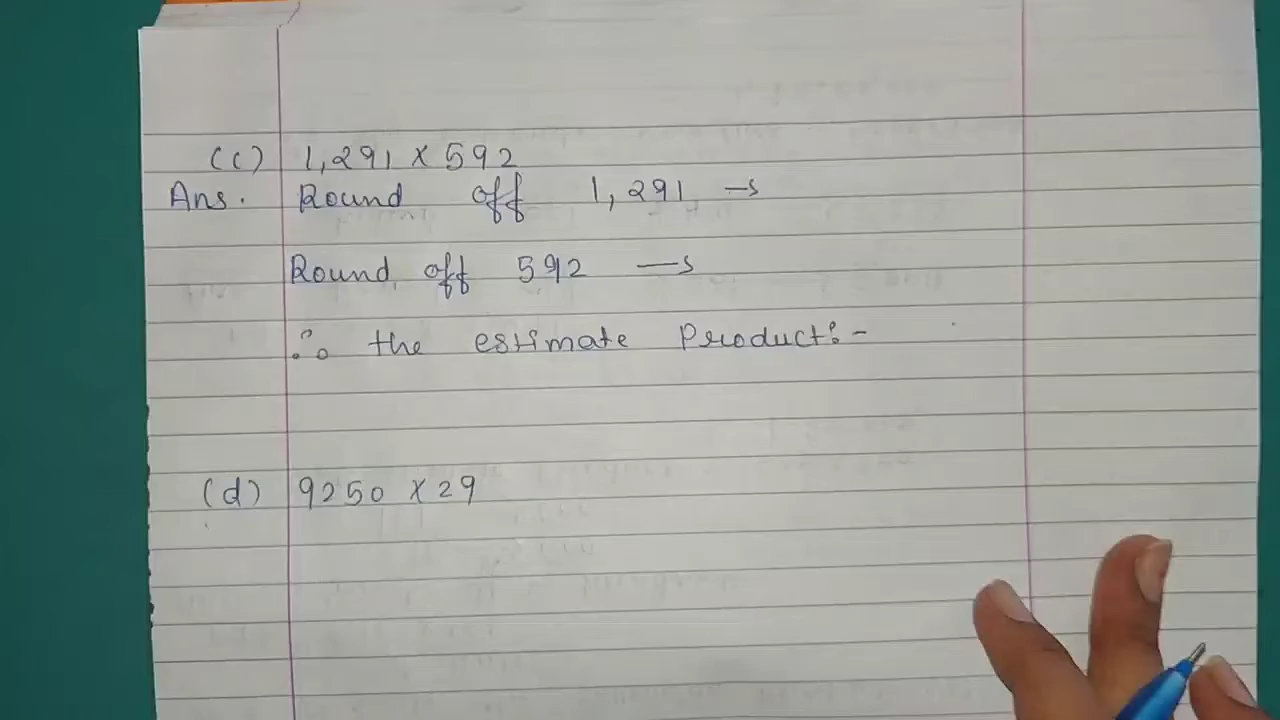 (c) 1,291 x 592
Ans. Round off 1,291 →
Round off 592 →
∴ the estimate Product:-
(d) 9250 x 29